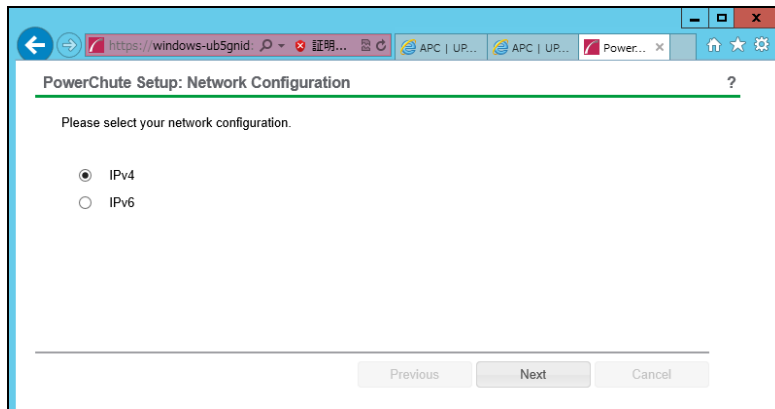 https://windows-ub5gnid: 証明... APC | UP... APC | UP... Power...
PowerChute Setup: Network Configuration ?
Please select your network configuration.
IPv4
IPv6
Previous Next Cancel